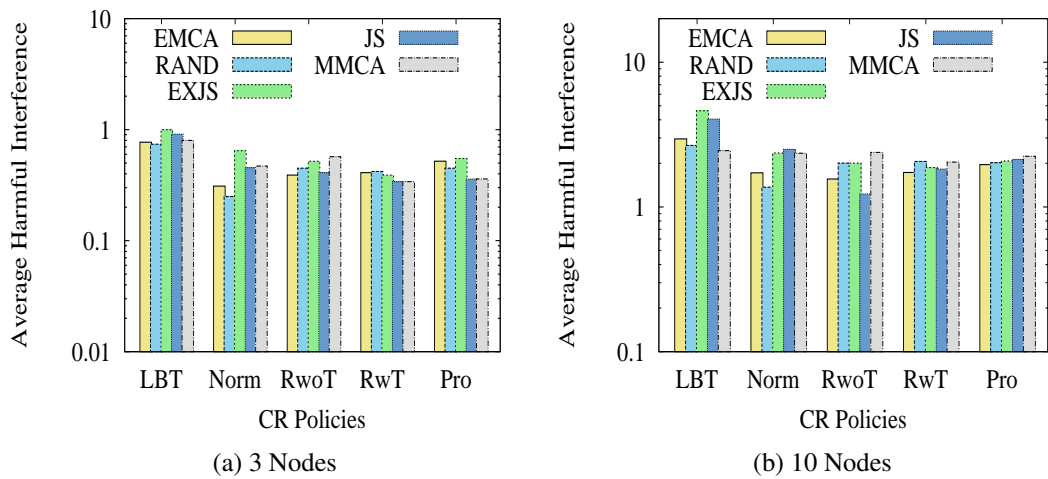 Average Harmful Interference
10
1
0.1
0.01
EMCA
RAND
EXJS
JS
MMCA
LBT Norm RwoT RwT Pro
CR Policies
(a) 3 Nodes
Average Harmful Interference
10
1
0.1
EMCA
RAND
EXJS
JS
MMCA
LBT Norm RwoT RwT Pro
CR Policies
(b) 10 Nodes